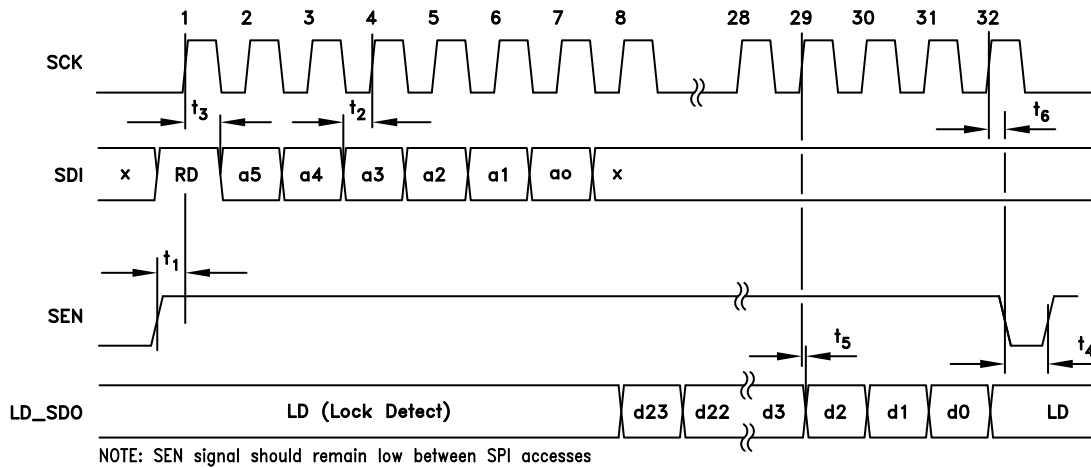 1 2 3 4 5 6 7 8 28 29 30 31 32
SCK
t3 t2 t6
SDI x RD a5 a4 a3 a2 a1 ao x
t1
SEN
t5 t4
LD_SDO LD (Lock Detect) d23 d22 d3 d2 d1 d0 LD
NOTE: SEN signal should remain low between SPI accesses